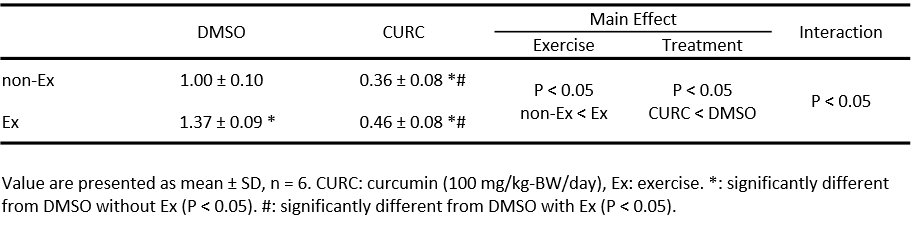 Main Effect
DMSO CURC Interaction
Exercise Treatment
non-Ex 1.00 ± 0.10 0.36 ± 0.08 *#
P < 0.05 P < 0.05
non-Ex < Ex CURC < DMSO P < 0.05
Ex 1.37 ± 0.09 * 0.46 ± 0.08 *#
Value are presented as mean ± SD, n = 6. CURC: curcumin (100 mg/kg-BW/day), Ex: exercise. *: significantly different
from DMSO without Ex (P < 0.05). #: significantly different from DMSO with Ex (P < 0.05).